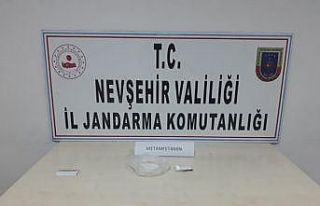 T.C.
NEVŞEHİR VALİLİĞİ
İL JANDARMA KOMUTANLIĞI
METAMFETAMİN